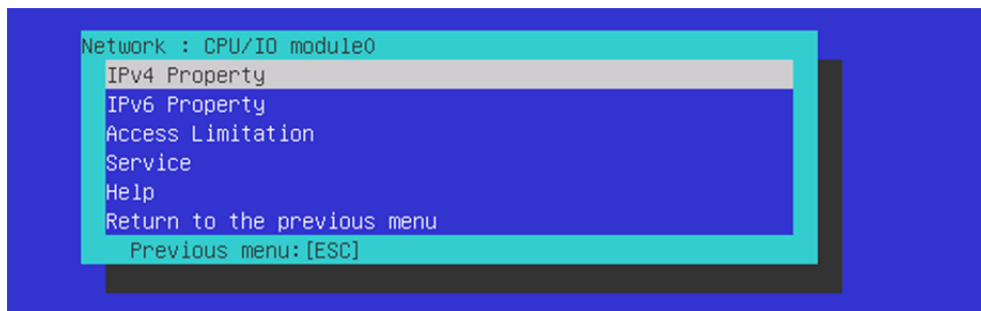 Network : CPU/IO module0
IPv4 Property
IPv6 Property
Access Limitation
Service
Help
Return to the previous menu
Previous menu:[ESC]